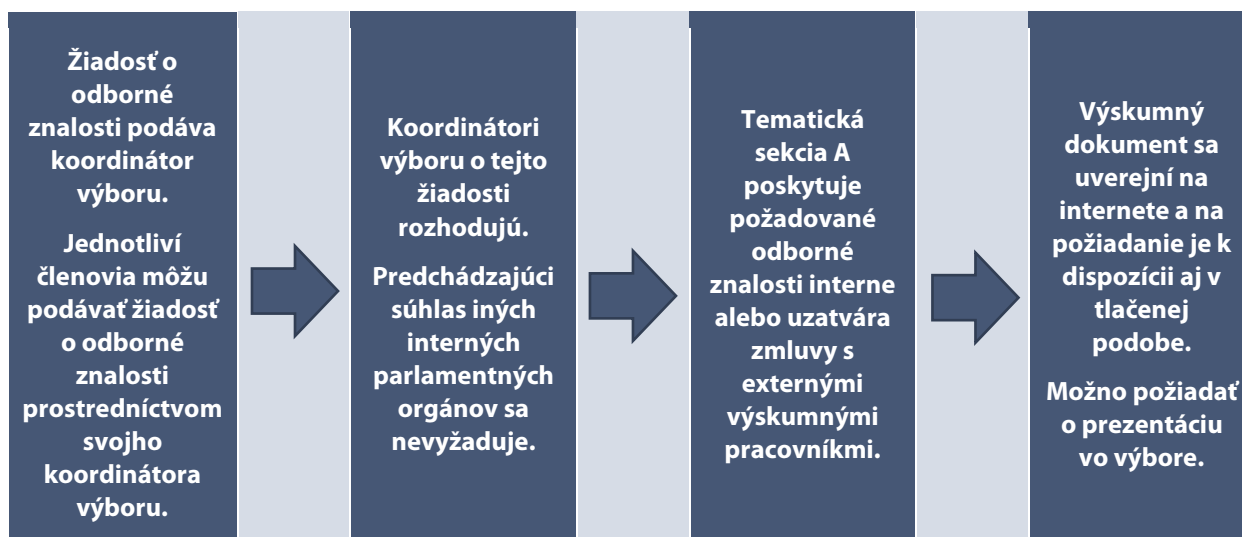 Žiadosť o
odborné
znalosti podáva
koordinátor
výboru.
Jednotliví
členovia môžu
podávať žiadosť
o odborné
znalosti
prostredníctvom
svojho
koordinátora
výboru.
Koordinátori
výboru o tejto
žiadosti
rozhodujú.
Predchádzajúci
súhlas iných
interných
parlamentných
orgánov sa
nevyžaduje.
Tematická
sekcia A
poskytuje
požadované
odborné
znalosti interne
alebo uzatvára
zmluvy s
externými
výskumnými
pracovníkmi.
Výskumný
dokument sa
uverejní na
internete a na
požiadanie je k
dispozícii aj v
tlačenej
podobe.
Možno požiadať
o prezentáciu
vo výbore.